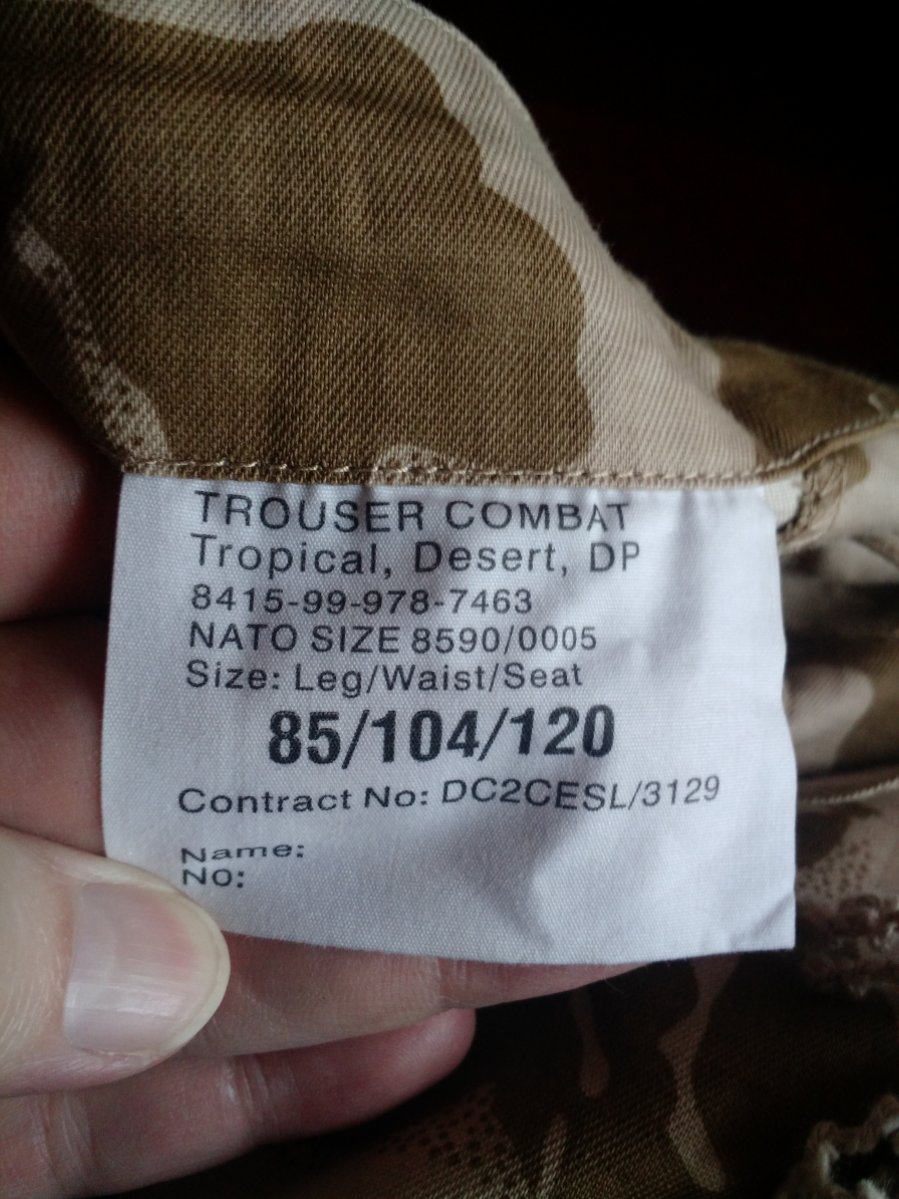 TROUSER COMBAT
Tropical, Desert, DP
8415-99-978-7463
NATO SIZE 8590/0005
Size: Leg/Waist/Seat
85/104/120
Contract No: DC2CESL/3129
Name:
No: